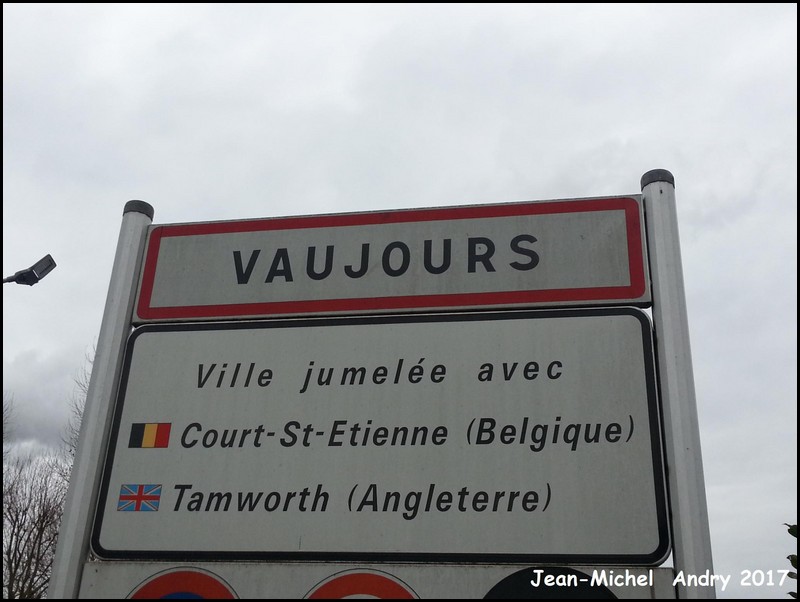 VAUJOURS
Ville jumelée avec
Court-St-Etienne (Belgique)
Tamworth (Angleterre)
Jean-Michel Andry 2017